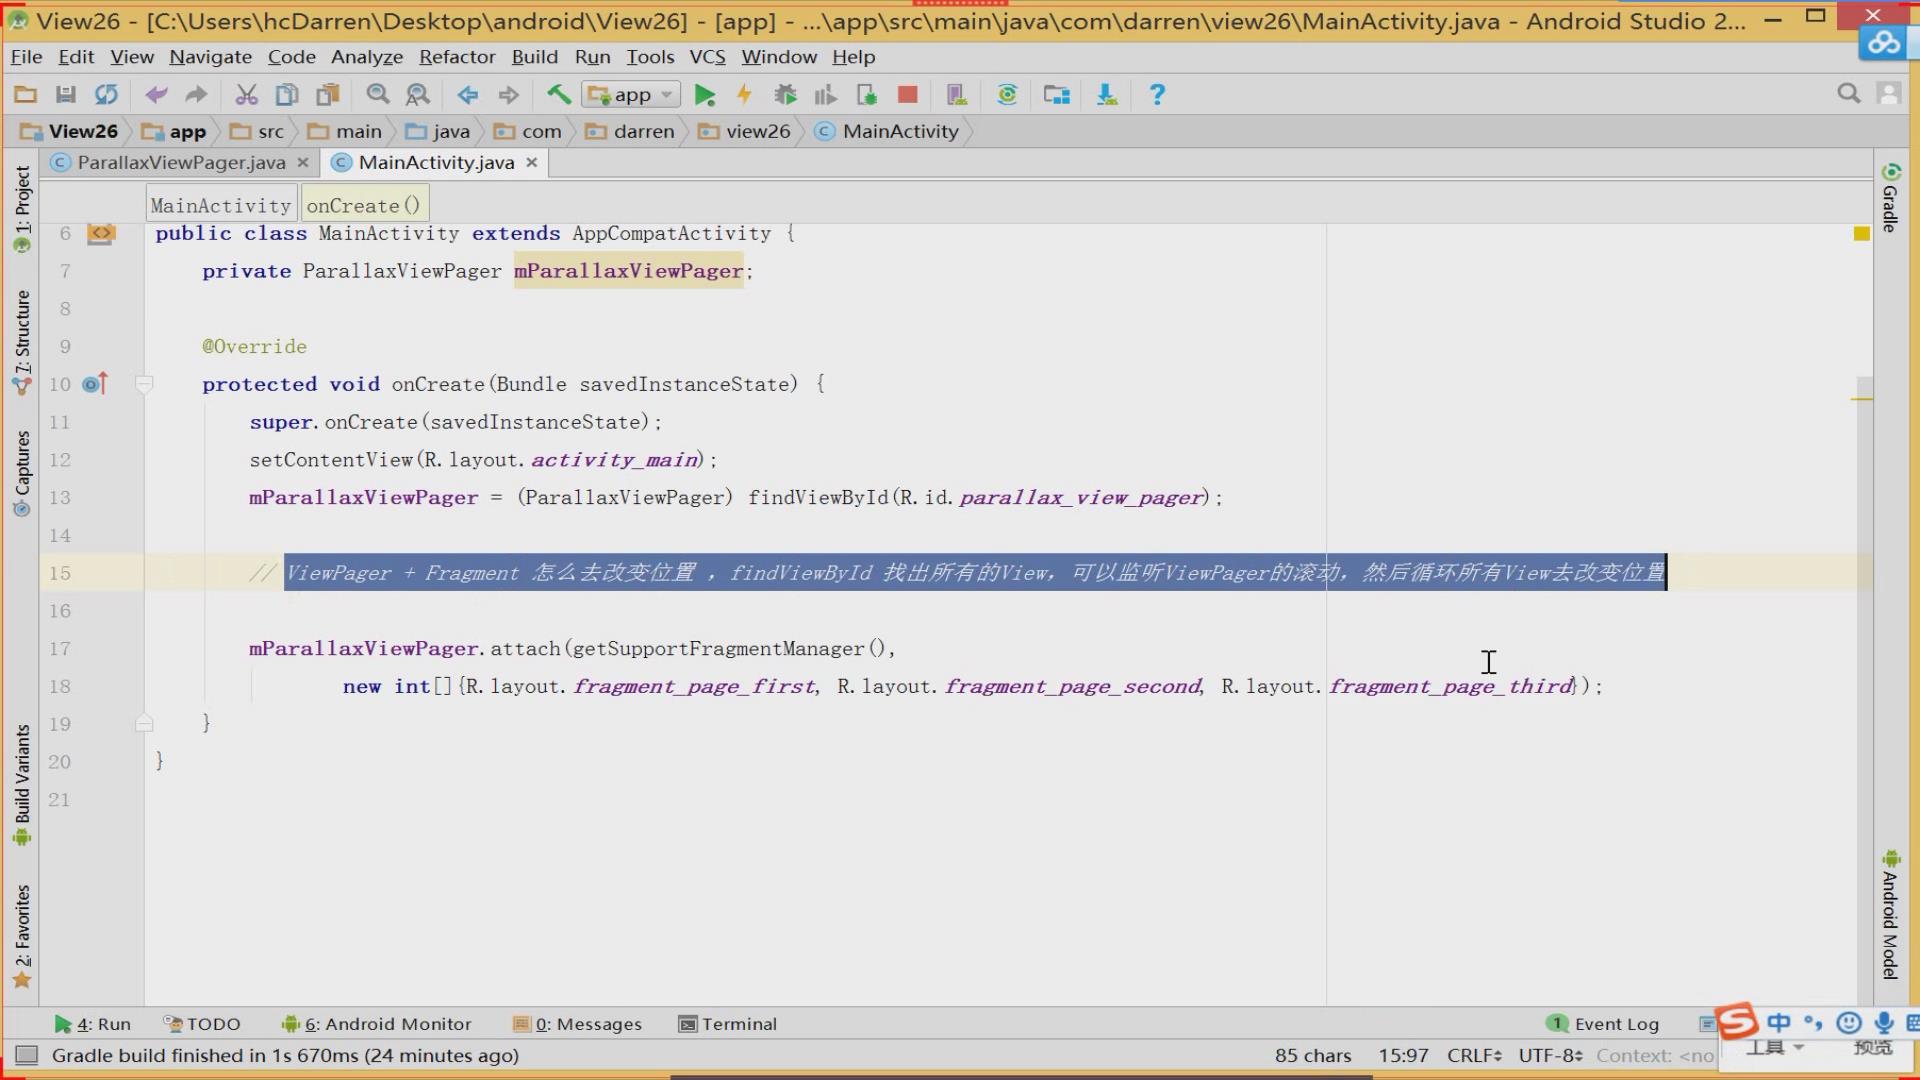 View26 - [C:\Users\hcDarren\Desktop\android\View26] - [app] - ...\app\src\main\java\com\darren\view26\MainActivity.java - Android Studio 2...
File Edit View Navigate Code Analyze Refactor Build Run Tools VCS Window Help
app
View26 app src main java com darren view26 MainActivity
ParallaxViewPager.java MainActivity.java
MainActivity onCreate()
6 public class MainActivity extends AppCompatActivity {
7 private ParallaxViewPager mParallaxViewPager;
8
9 @Override
10 protected void onCreate(Bundle savedInstanceState) {
11 super.onCreate(savedInstanceState);
12 setContentView(R.layout.activity_main);
13 mParallaxViewPager = (ParallaxViewPager) findViewById(R.id.parallax_view_pager);
14
15 // ViewPager + Fragment 怎么去改变位置 ，findViewById 找出所有的View，可以监听ViewPager的滚动，然后循环所有View去改变位置
16
17 mParallaxViewPager.attach(getSupportFragmentManager(),
18 new int[]{R.layout.fragment_page_first, R.layout.fragment_page_second, R.layout.fragment_page_third});
19 }
20 }
21
1: Project
7: Structure
Captures
Build Variants
2: Favorites
Gradle
Android Model
4: Run TODO 6: Android Monitor 0: Messages Terminal 1 Event Log
中
Gradle build finished in 1s 670ms (24 minutes ago) 85 chars 15:97 CRLF UTF-8 Context: <no
工具 预览